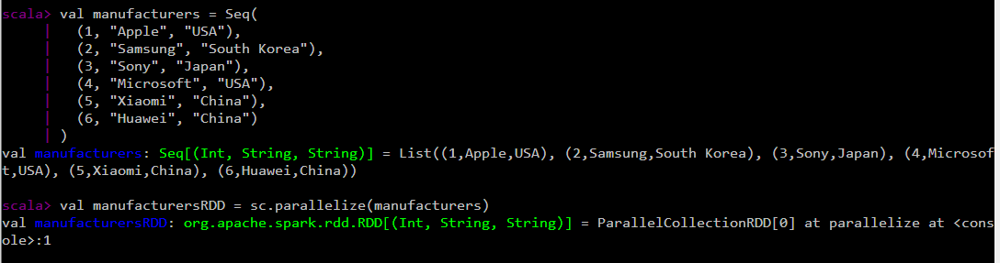 scala> val manufacturers = Seq(
     |   (1, "Apple", "USA"),
     |   (2, "Samsung", "South Korea"),
     |   (3, "Sony", "Japan"),
     |   (4, "Microsoft", "USA"),
     |   (5, "Xiaomi", "China"),
     |   (6, "Huawei", "China")
     | )
val manufacturers: Seq[(Int, String, String)] = List((1,Apple,USA), (2,Samsung,South Korea), (3,Sony,Japan), (4,Microsof
t,USA), (5,Xiaomi,China), (6,Huawei,China))
scala> val manufacturersRDD = sc.parallelize(manufacturers)
val manufacturersRDD: org.apache.spark.rdd.RDD[(Int, String, String)] = ParallelCollectionRDD[0] at parallelize at <cons
ole>:1